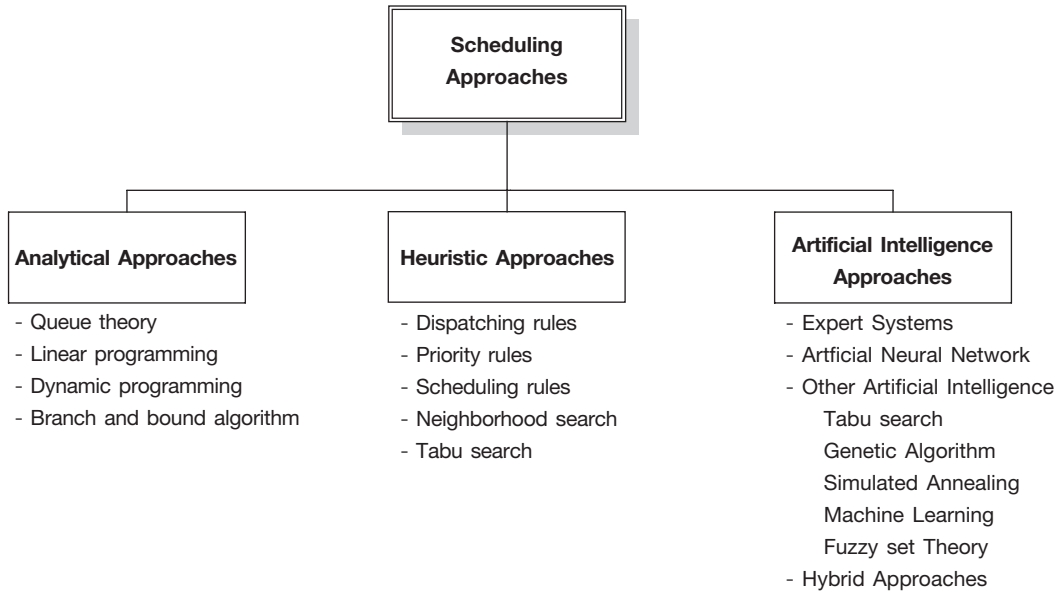 Scheduling
Approaches
Analytical Approaches
- Queue theory
- Linear programming
- Dynamic programming
- Branch and bound algorithm
Heuristic Approaches
- Dispatching rules
- Priority rules
- Scheduling rules
- Neighborhood search
- Tabu search
Artificial Intelligence
Approaches
- Expert Systems
- Artficial Neural Network
- Other Artificial Intelligence
Tabu search
Genetic Algorithm
Simulated Annealing
Machine Learning
Fuzzy set Theory
- Hybrid Approaches